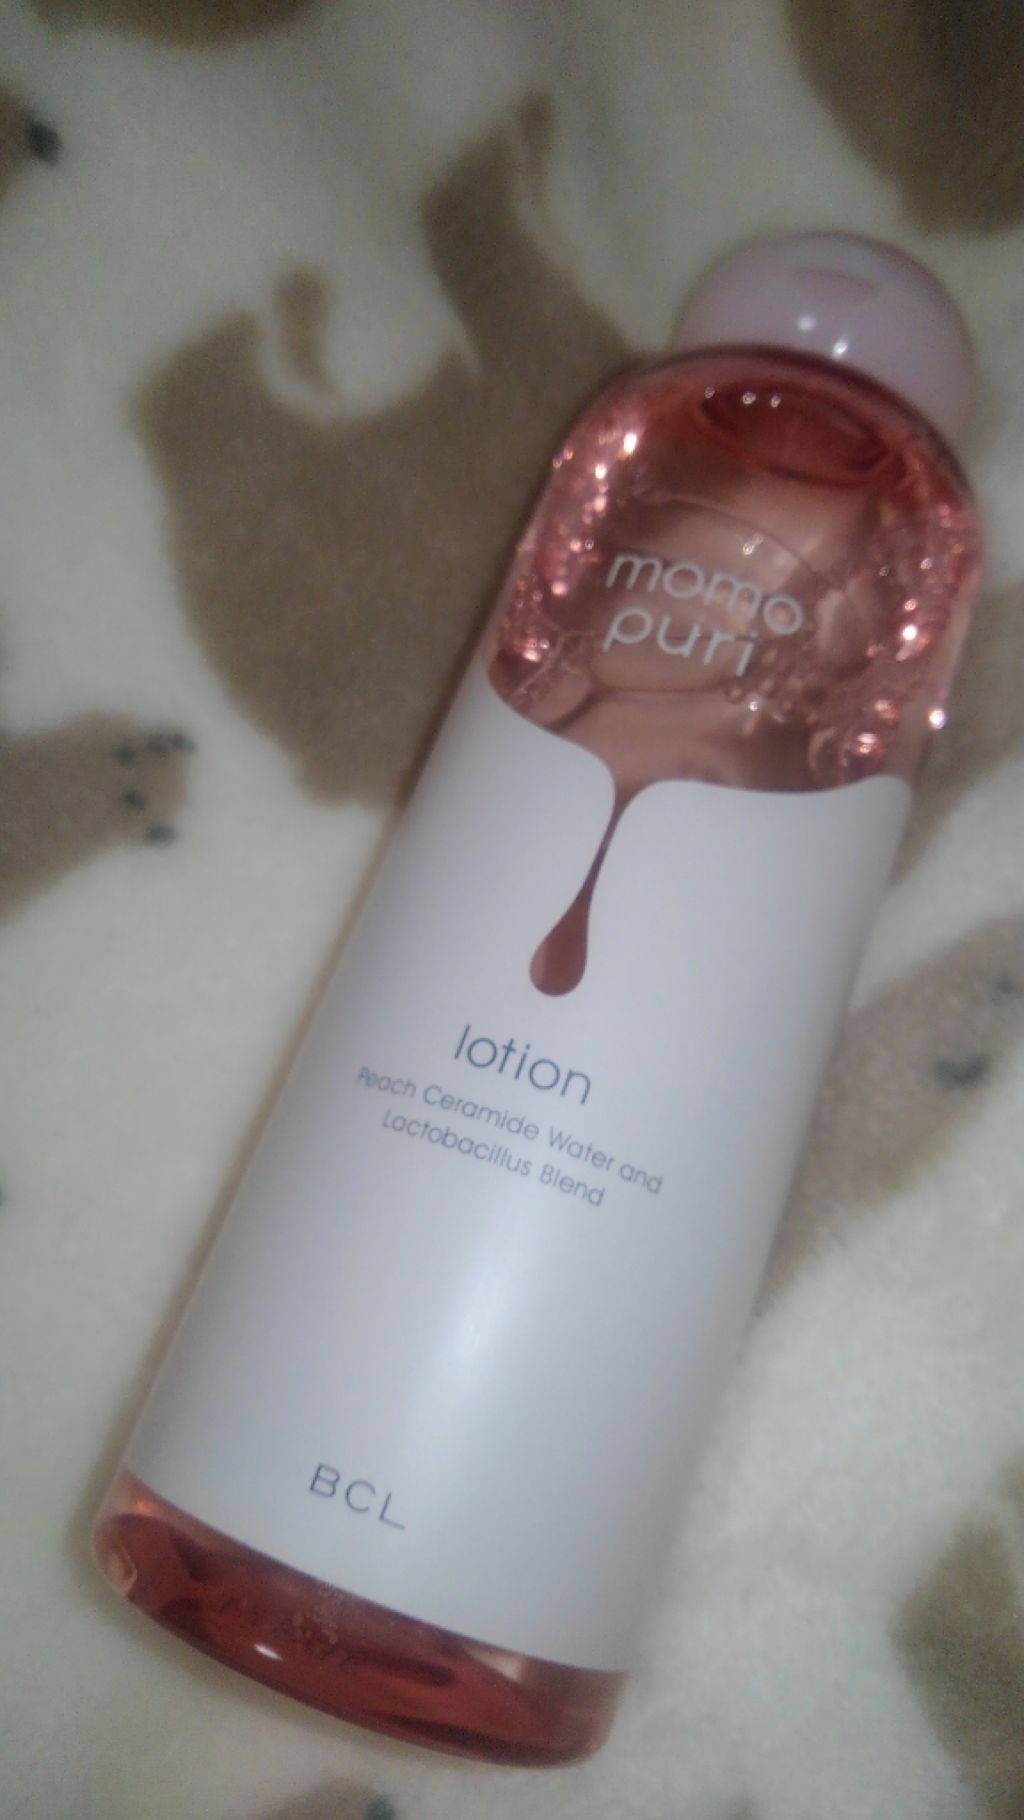 momo
puri
lotion
Peach Ceramide Water and
Lactobacillus Blend
BCL